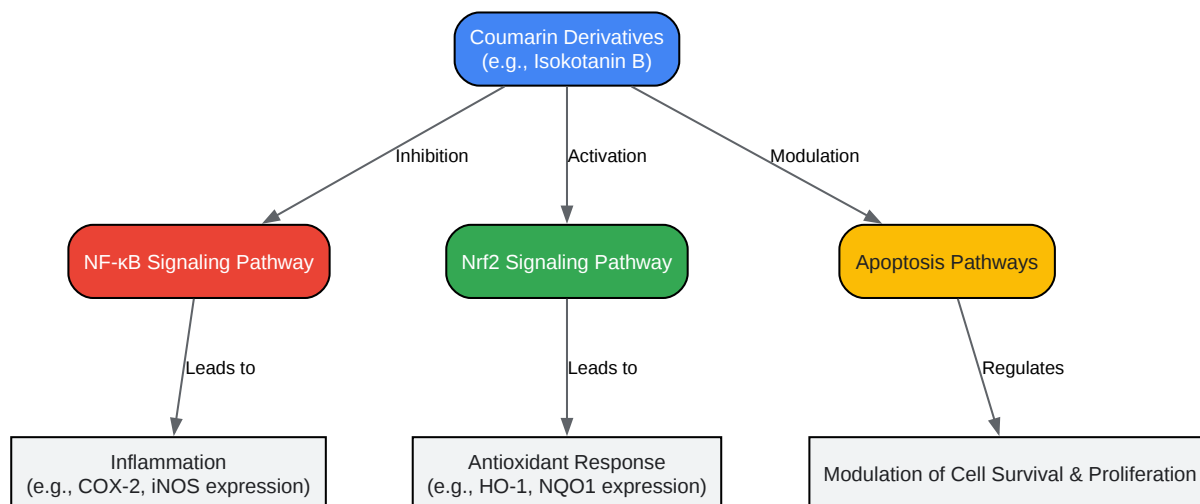 Coumarin Derivatives
(e.g., Isokotanin B)
Inhibition
Activation
Modulation
NF-κB Signaling Pathway
Nrf2 Signaling Pathway
Apoptosis Pathways
Leads to
Leads to
Regulates
Inflammation
(e.g., COX-2, iNOS expression)
Antioxidant Response
(e.g., HO-1, NQO1 expression)
Modulation of Cell Survival & Proliferation